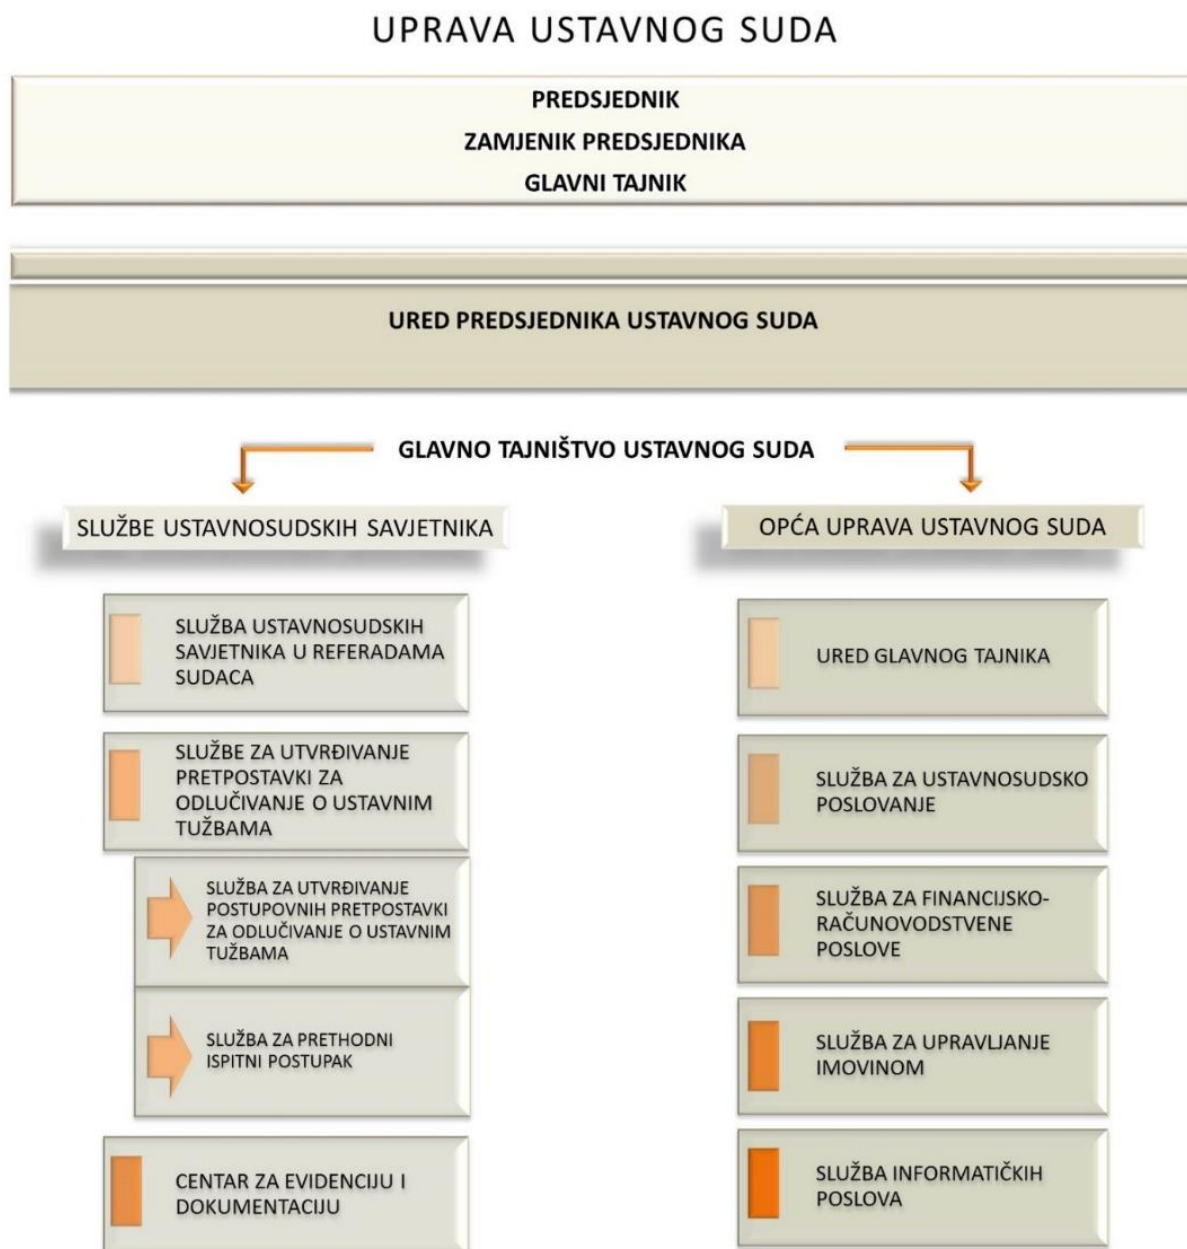 UPRAVA USTAVNOG SUDA
PREDSJEDNIK
ZAMJENIK PREDSJEDNIKA
GLAVNI TAJNIK
URED PREDSJEDNIKA USTAVNOG SUDA
GLAVNO TAJNIŠTVO USTAVNOG SUDA
SLUŽBE USTAVNOSUDSKIH SAVJETNIKA
SLUŽBA USTAVNOSUDSKIH
SAVJETNIKA U REFERADAMA
SUDACA
SLUŽBE ZA UTVRĐIVANJE
PRETPOSTAVKI ZA
ODLUČIVANJE O USTAVNIM
TUŽBAMA
SLUŽBA ZA UTVRĐIVANJE
POSTUPOVNIH PRETPOSTAVKI
ZA ODLUČIVANJE O USTAVNIM
TUŽBAMA
SLUŽBA ZA PRETHODNI
ISPITNI POSTUPAK
CENTAR ZA EVIDENCIJU I
DOKUMENTACIJU
OPĆA UPRAVA USTAVNOG SUDA
URED GLAVNOG TAJNIKA
SLUŽBA ZA USTAVNOSUDSKO
POSLOVANJE
SLUŽBA ZA FINANCIJSKO-
RAČUNOVODSTVENE
POSLOVE
SLUŽBA ZA UPRAVLJANJE
IMOVINOM
SLUŽBA INFORMATIČKIH
POSLOVA